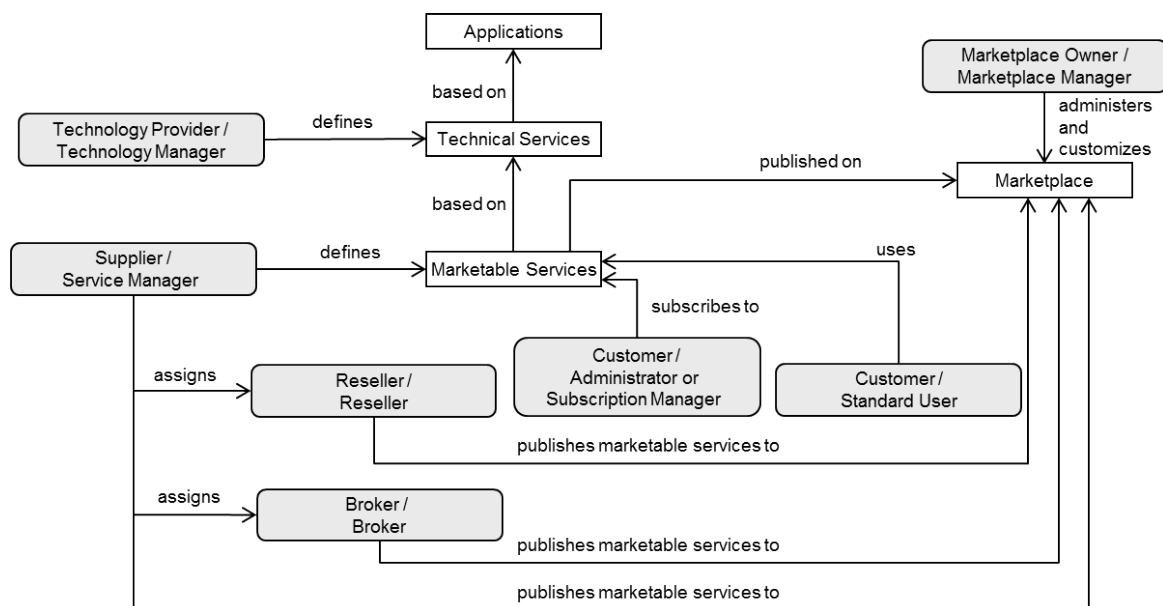 Applications
Marketplace Owner /
Marketplace Manager
based on
administers
and
customizes
Technology Provider /
Technology Manager
defines
Technical Services
published on
Marketplace
based on
Supplier /
Service Manager
defines
Marketable Services
uses
subscribes to
Customer /
Administrator or
Subscription Manager
Customer /
Standard User
assigns
Reseller /
Reseller
publishes marketable services to
assigns
Broker /
Broker
publishes marketable services to
publishes marketable services to